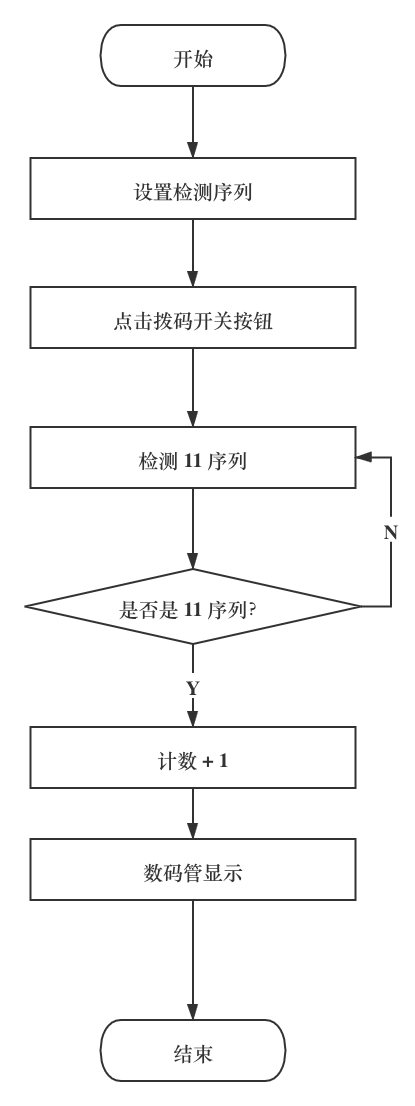 开始
设置检测序列
点击拨码开关按钮
检测 11 序列
N
是否是 11 序列?
Y
计数 + 1
数码管显示
结束